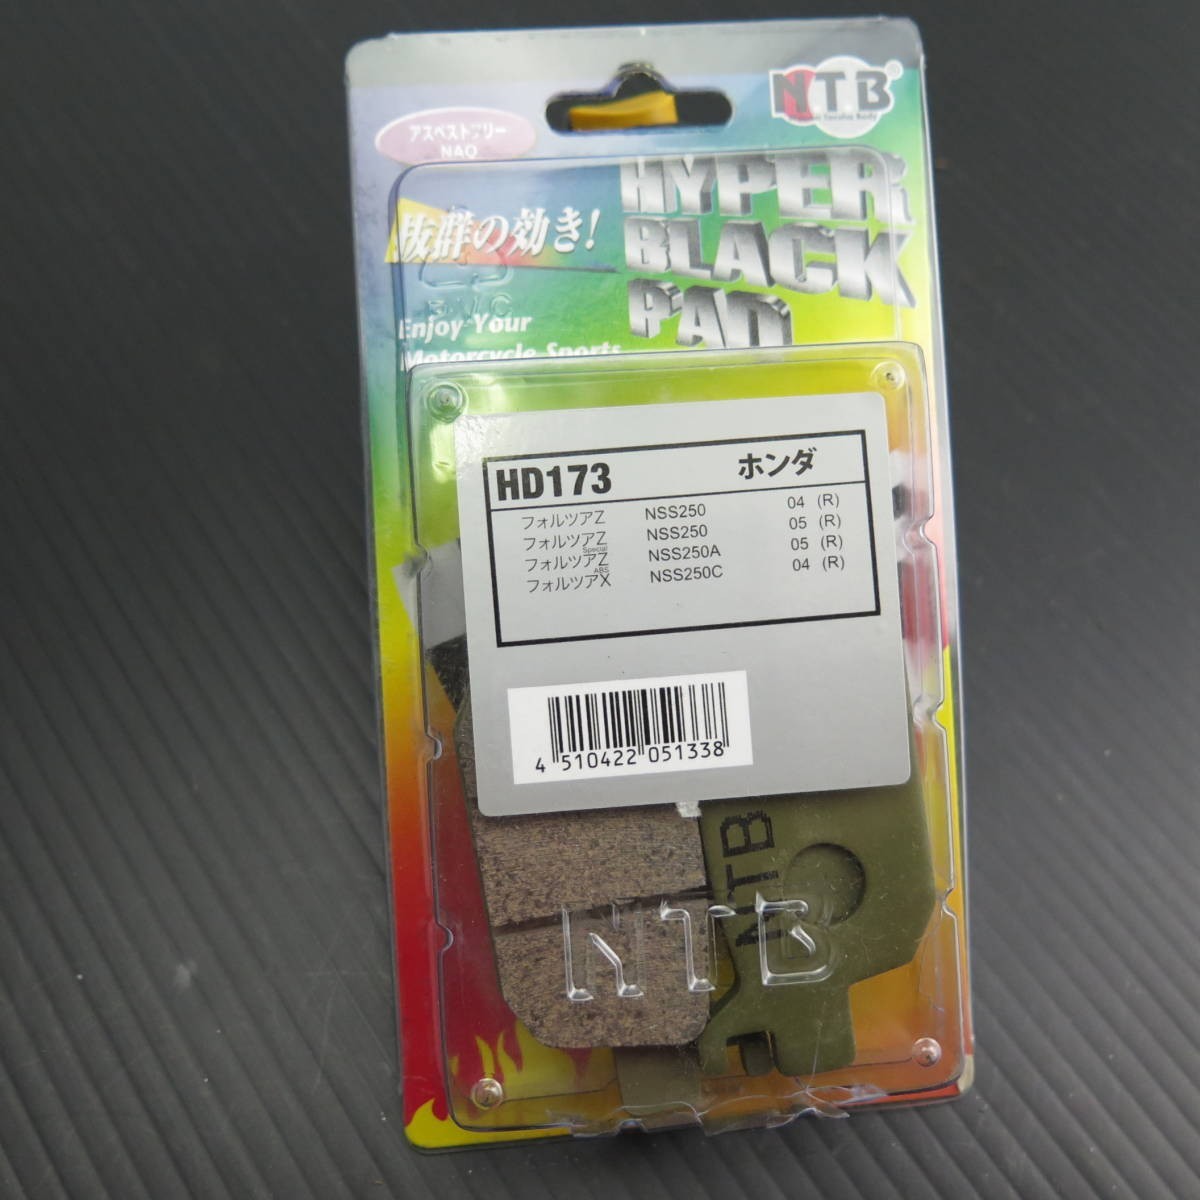 アスベストフリー
NAO
N.T.B
HYPER
BLACK
PAD
抜群の効き!
PVC
Enjoy Your
Motorcycle Sports
HD173 ホンダ
フォルツアZ NSS250 04 (R)
フォルツアZ NSS250 05 (R)
Special
フォルツアZ NSS250A 05 (R)
ABS
フォルツアX NSS250C 04 (R)
4 510422 051338
NTB
NTB